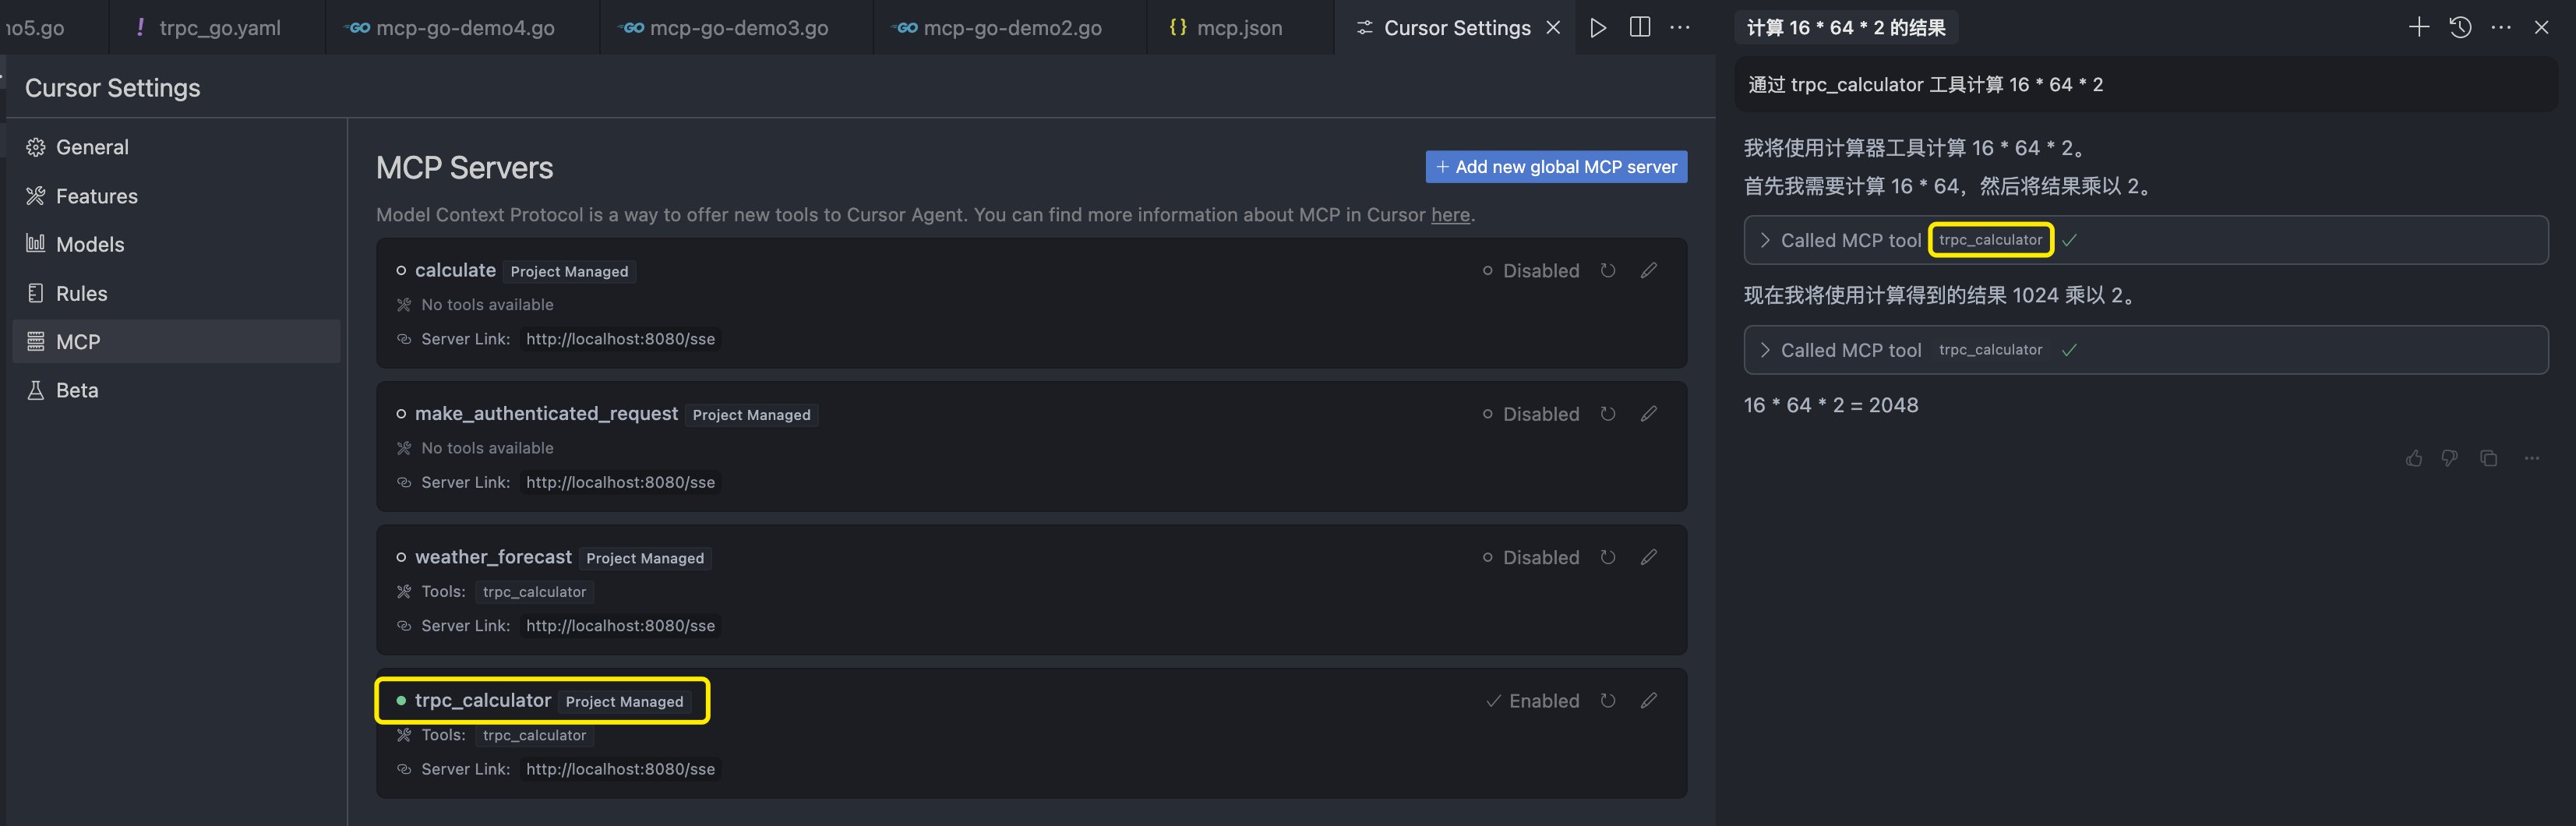 trpc_go.yaml
mcp-go-demo4.go
mcp-go-demo3.go
mcp-go-demo2.go
mcp.json
Cursor Settings
Cursor Settings
General
Features
Models
Rules
MCP
Beta
MCP Servers
+ Add new global MCP server
Model Context Protocol is a way to offer new tools to Cursor Agent. You can find more information about MCP in Cursor here.
calculate Project Managed
Disabled
No tools available
Server Link: http://localhost:8080/sse
make_authenticated_request Project Managed
Disabled
No tools available
Server Link: http://localhost:8080/sse
weather_forecast Project Managed
Disabled
Tools: trpc_calculator
Server Link: http://localhost:8080/sse
trpc_calculator Project Managed
Enabled
Tools: trpc_calculator
Server Link: http://localhost:8080/sse
计算 16 * 64 * 2 的结果
通过 trpc_calculator 工具计算 16 * 64 * 2
我将使用计算器工具计算 16 * 64 * 2。
首先我需要计算 16 * 64，然后将结果乘以 2。
Called MCP tool trpc_calculator
现在我将使用计算得到的结果 1024 乘以 2。
Called MCP tool trpc_calculator
16 * 64 * 2 = 2048